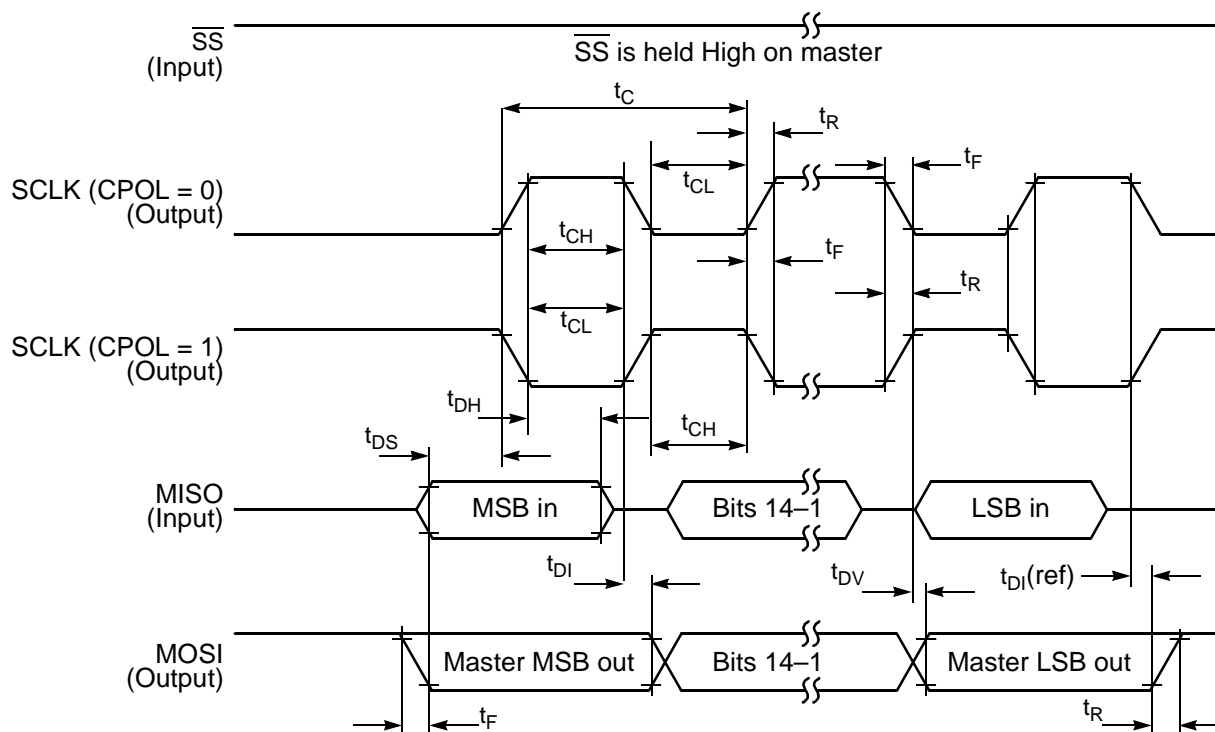 SS
(Input)
SS is held High on master
tC
tR
tF
SCLK (CPOL = 0)
(Output)
tCL
tCH
tF
tR
tCL
SCLK (CPOL = 1)
(Output)
tDH
tCH
tDS
MISO
(Input)
MSB in
Bits 14–1
LSB in
tDI
tDV
tDI(ref)
MOSI
(Output)
Master MSB out
Bits 14–1
Master LSB out
tF
tR